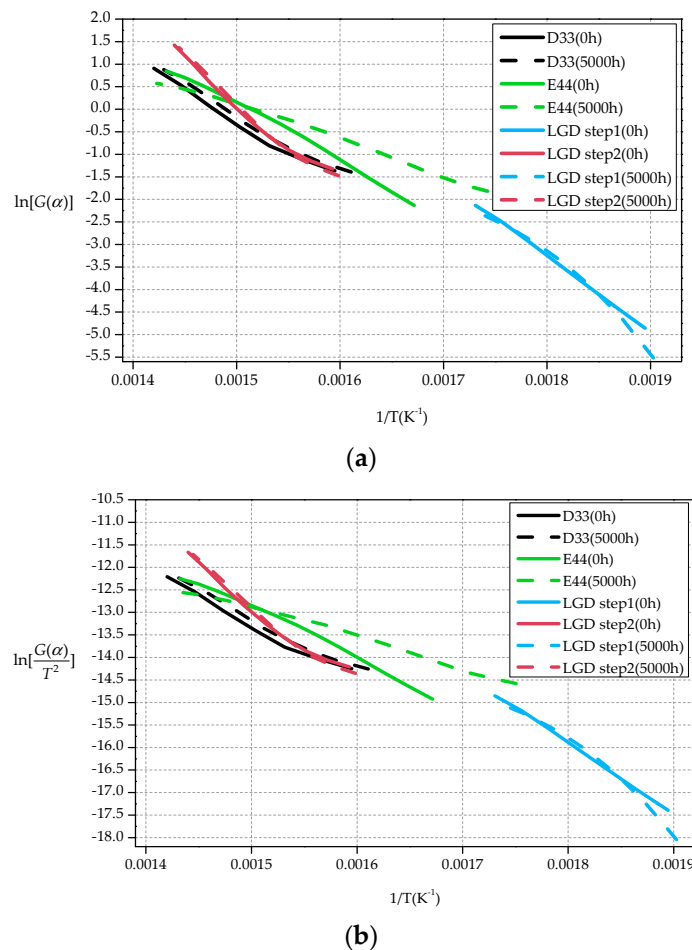 2.0
1.5
1.0
0.5
0.0
-0.5
-1.0
-1.5
-2.0
-2.5
-3.0
-3.5
-4.0
-4.5
-5.0
-5.5
ln[G(α)]
D33(0h)
D33(5000h)
E44(0h)
E44(5000h)
LGD step1(0h)
LGD step2(0h)
LGD step1(5000h)
LGD step2(5000h)
0.0014 0.0015 0.0016 0.0017 0.0018 0.0019
1/T(K⁻¹)
(a)
-10.5
-11.0
-11.5
-12.0
-12.5
-13.0
-13.5
-14.0
-14.5
-15.0
-15.5
-16.0
-16.5
-17.0
-17.5
-18.0
ln[G(α)/T²]
D33(0h)
D33(5000h)
E44(0h)
E44(5000h)
LGD step1(0h)
LGD step2(0h)
LGD step1(5000h)
LGD step2(5000h)
0.0014 0.0015 0.0016 0.0017 0.0018 0.0019
1/T(K⁻¹)
(b)